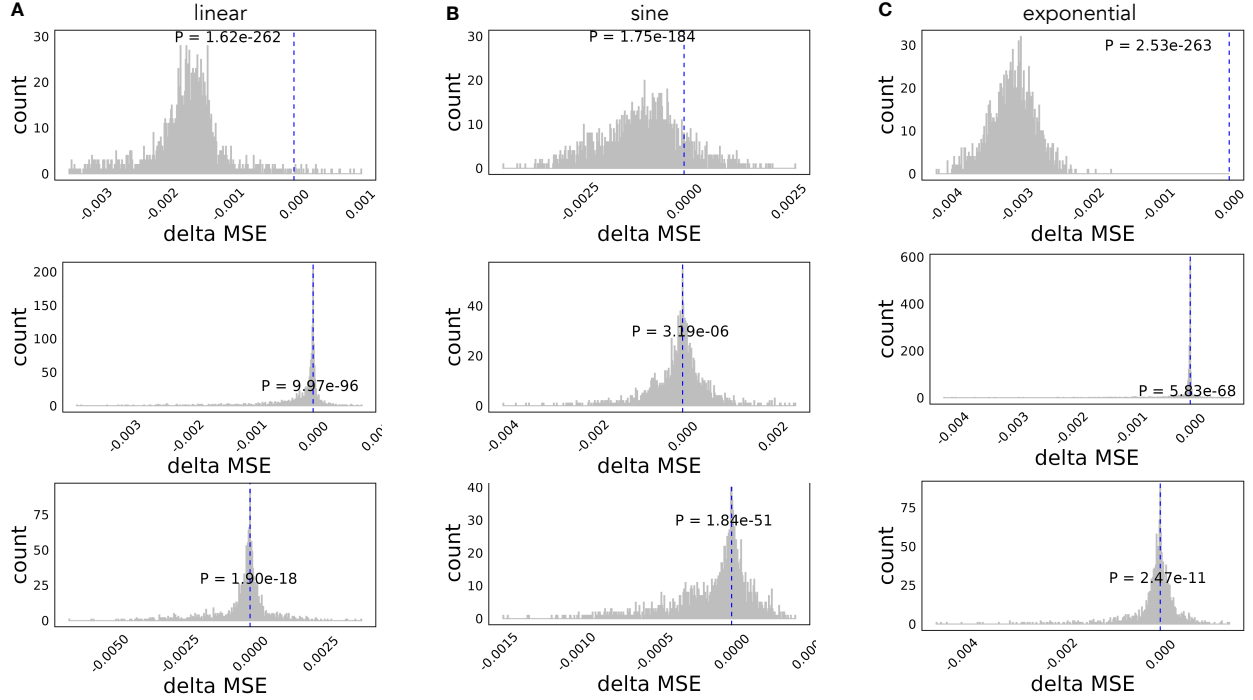 A linear
B sine
C exponential
30
20
10
0
count
P = 1.62e-262
-0.003
-0.002
-0.001
0.000
0.001
delta MSE
30
20
10
0
count
P = 1.75e-184
-0.0025
0.0000
0.0025
delta MSE
30
20
10
0
count
P = 2.53e-263
-0.004
-0.003
-0.002
-0.001
0.000
delta MSE
200
150
100
50
0
count
P = 9.97e-96
-0.003
-0.002
-0.001
0.000
delta MSE
40
20
0
count
P = 3.19e-06
-0.004
-0.002
0.000
0.002
delta MSE
600
400
200
0
count
P = 5.83e-68
-0.004
-0.003
-0.002
-0.001
0.000
delta MSE
75
50
25
0
count
P = 1.90e-18
-0.0050
-0.0025
0.0000
0.0025
delta MSE
40
30
20
10
0
count
P = 1.84e-51
-0.0015
-0.0010
-0.0005
0.0000
delta MSE
75
50
25
0
count
P = 2.47e-11
-0.004
-0.002
0.000
delta MSE